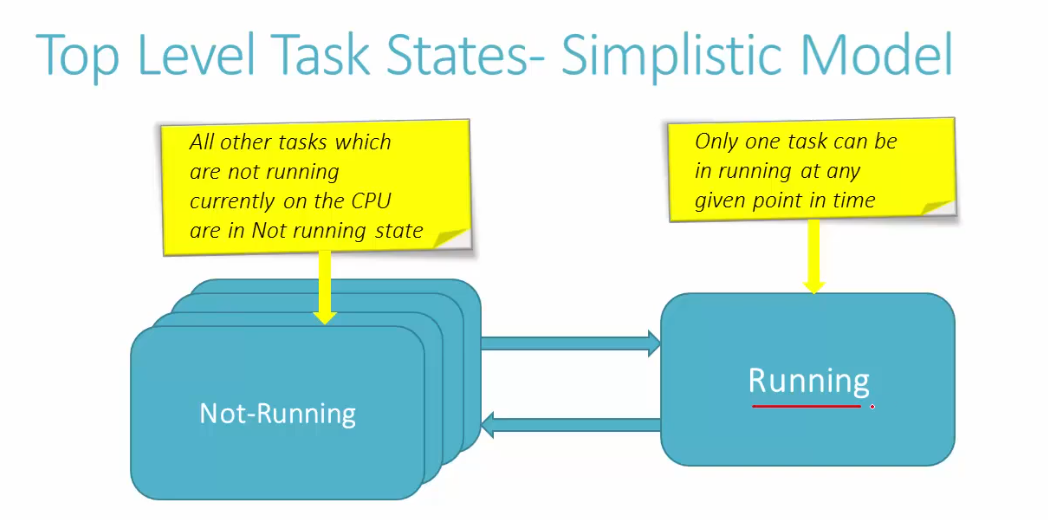 Top Level Task States- Simplistic Model
All other tasks which
are not running
currently on the CPU
are in Not running state
Only one task can be
in running at any
given point in time
Not-Running
Running